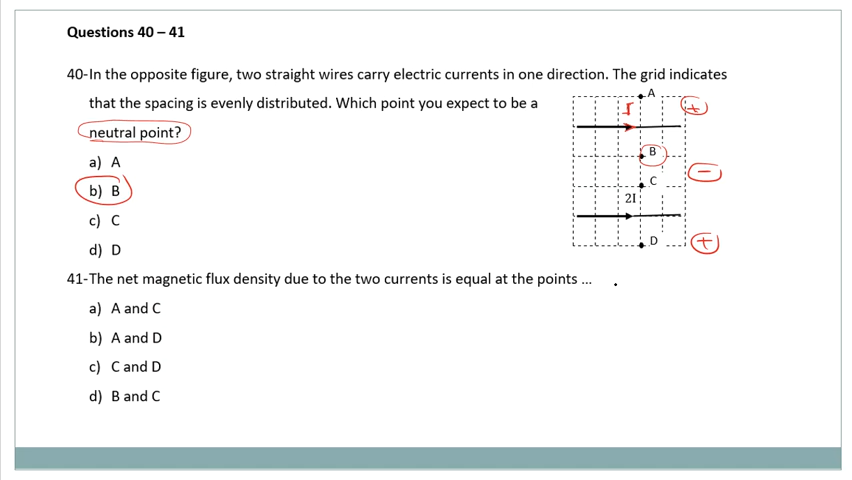 Questions 40 – 41
40-In the opposite figure, two straight wires carry electric currents in one direction. The grid indicates
that the spacing is evenly distributed. Which point you expect to be a
neutral point?
a) A
b) B
c) C
d) D
A
I
+
B
−
C
2I
D
+
41-The net magnetic flux density due to the two currents is equal at the points ...
a) A and C
b) A and D
c) C and D
d) B and C